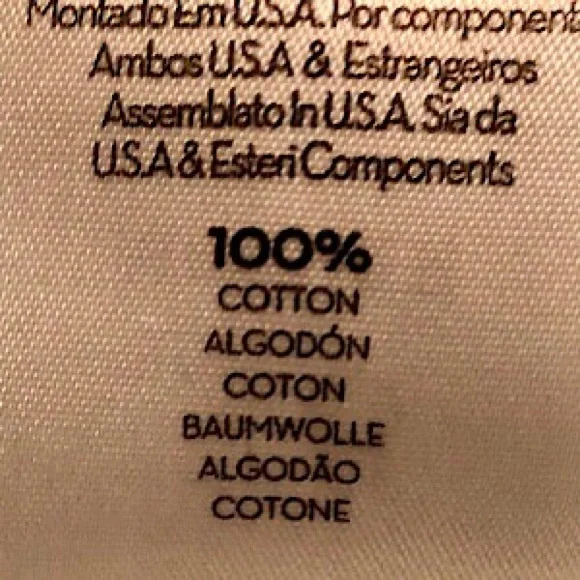 Montado Em U.S.A. Por component
Ambos U.S.A & Estrangeiros
Assemblato In U.S.A. Sia da
U.S.A & Esteri Components
100%
COTTON
ALGODÓN
COTON
BAUMWOLLE
ALGODÃO
COTONE